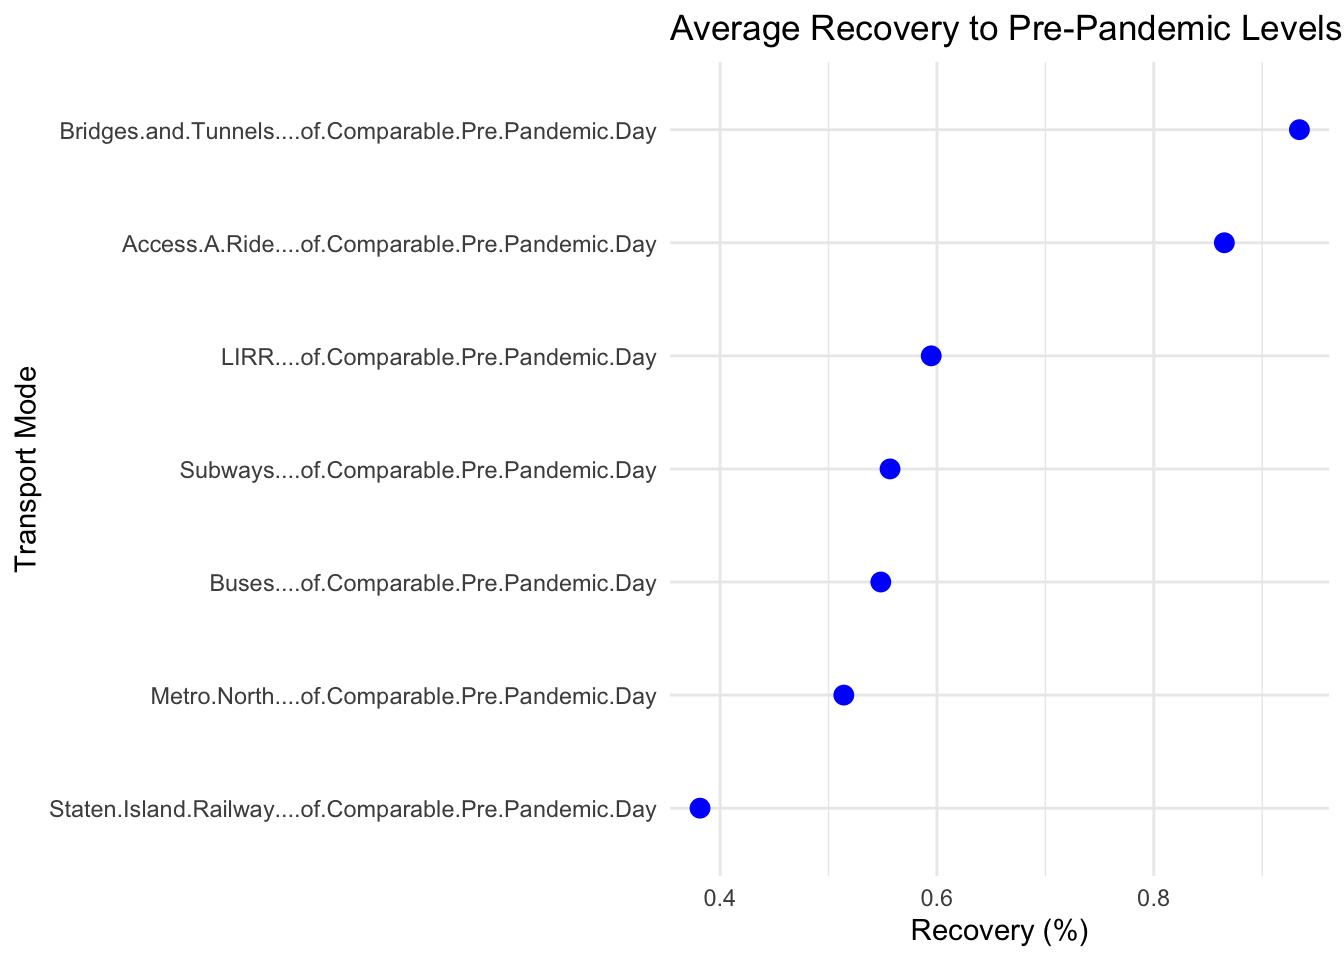 Average Recovery to Pre-Pandemic Levels
Transport Mode
Bridges.and.Tunnels....of.Comparable.Pre.Pandemic.Day
Access.A.Ride....of.Comparable.Pre.Pandemic.Day
LIRR....of.Comparable.Pre.Pandemic.Day
Subways....of.Comparable.Pre.Pandemic.Day
Buses....of.Comparable.Pre.Pandemic.Day
Metro.North....of.Comparable.Pre.Pandemic.Day
Staten.Island.Railway....of.Comparable.Pre.Pandemic.Day
0.4 0.6 0.8
Recovery (%)